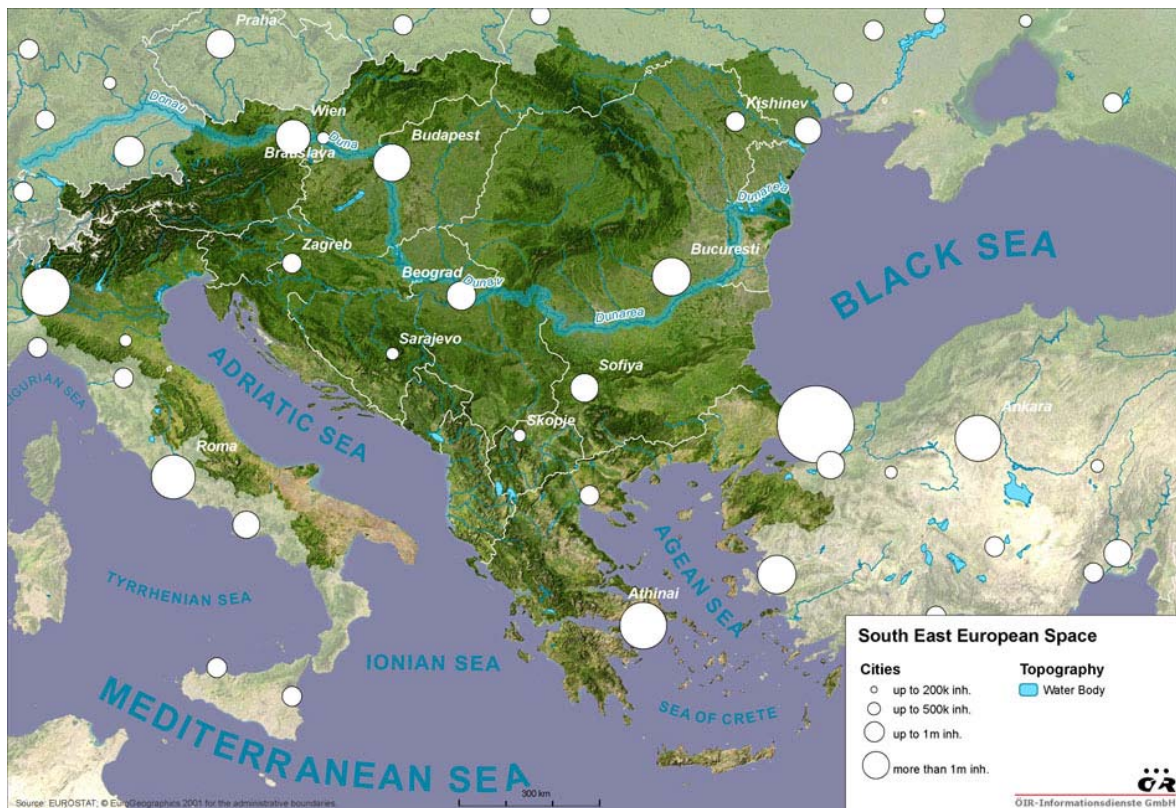 Praha
Donau
Wien
Duna
Budapest
Bratislava
Kishinev
Dunarea
Zagreb
Bucuresti
Beograd
Dunav
Dunarea
BLACK SEA
Sarajevo
Sofiya
ADRIATIC SEA
LIGURIAN SEA
Skopje
Ankara
Roma
AGEAN SEA
TYRRHENIAN SEA
Athinai
IONIAN SEA
MEDITERRANEAN SEA
SEA OF CRETE
South East European Space
Cities
up to 200k inh.
up to 500k inh.
up to 1m inh.
more than 1m inh.
Topography
Water Body
300 km
Source: EUROSTAT; © EuroGeographics 2001 for the administrative boundaries.
ÖIR
ÖIR-Informationsdienste GmbH